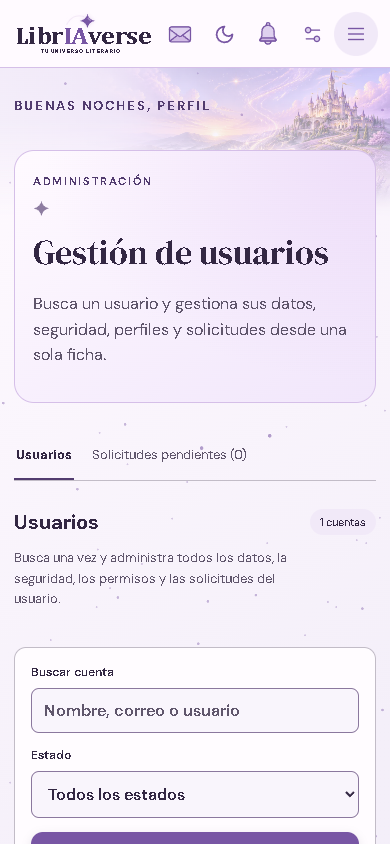 LibrIAverse
TU UNIVERSO LITERARIO
BUENAS NOCHES, PERFIL
ADMINISTRACIÓN
Gestión de usuarios
Busca un usuario y gestiona sus datos,
seguridad, perfiles y solicitudes desde una
sola ficha.
Usuarios
Solicitudes pendientes (0)
Usuarios
1 cuentas
Busca una vez y administra todos los datos, la
seguridad, los permisos y las solicitudes del
usuario.
Buscar cuenta
Nombre, correo o usuario
Estado
Todos los estados